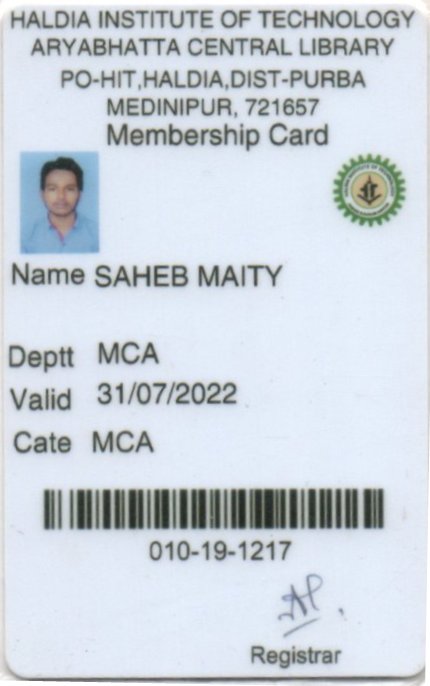 HALDIA INSTITUTE OF TECHNOLOGY
ARYABHATTA CENTRAL LIBRARY
PO-HIT,HALDIA,DIST-PURBA
MEDINIPUR, 721657
Membership Card
Name SAHEB MAITY
Deptt MCA
Valid 31/07/2022
Cate MCA
010-19-1217
Registrar